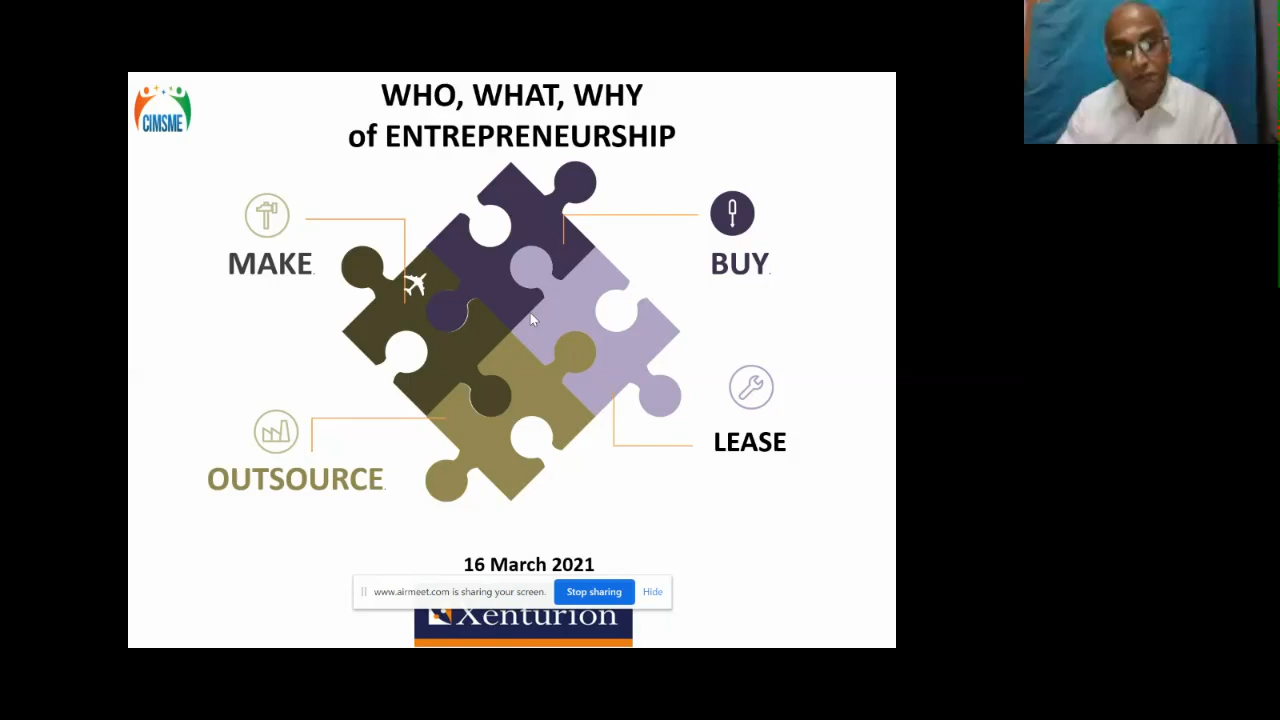 CIMSME
WHO, WHAT, WHY
of ENTREPRENEURSHIP
MAKE.
BUY.
OUTSOURCE.
LEASE
16 March 2021
www.airmeet.com is sharing your screen.
Stop sharing
Hide
Xenturion